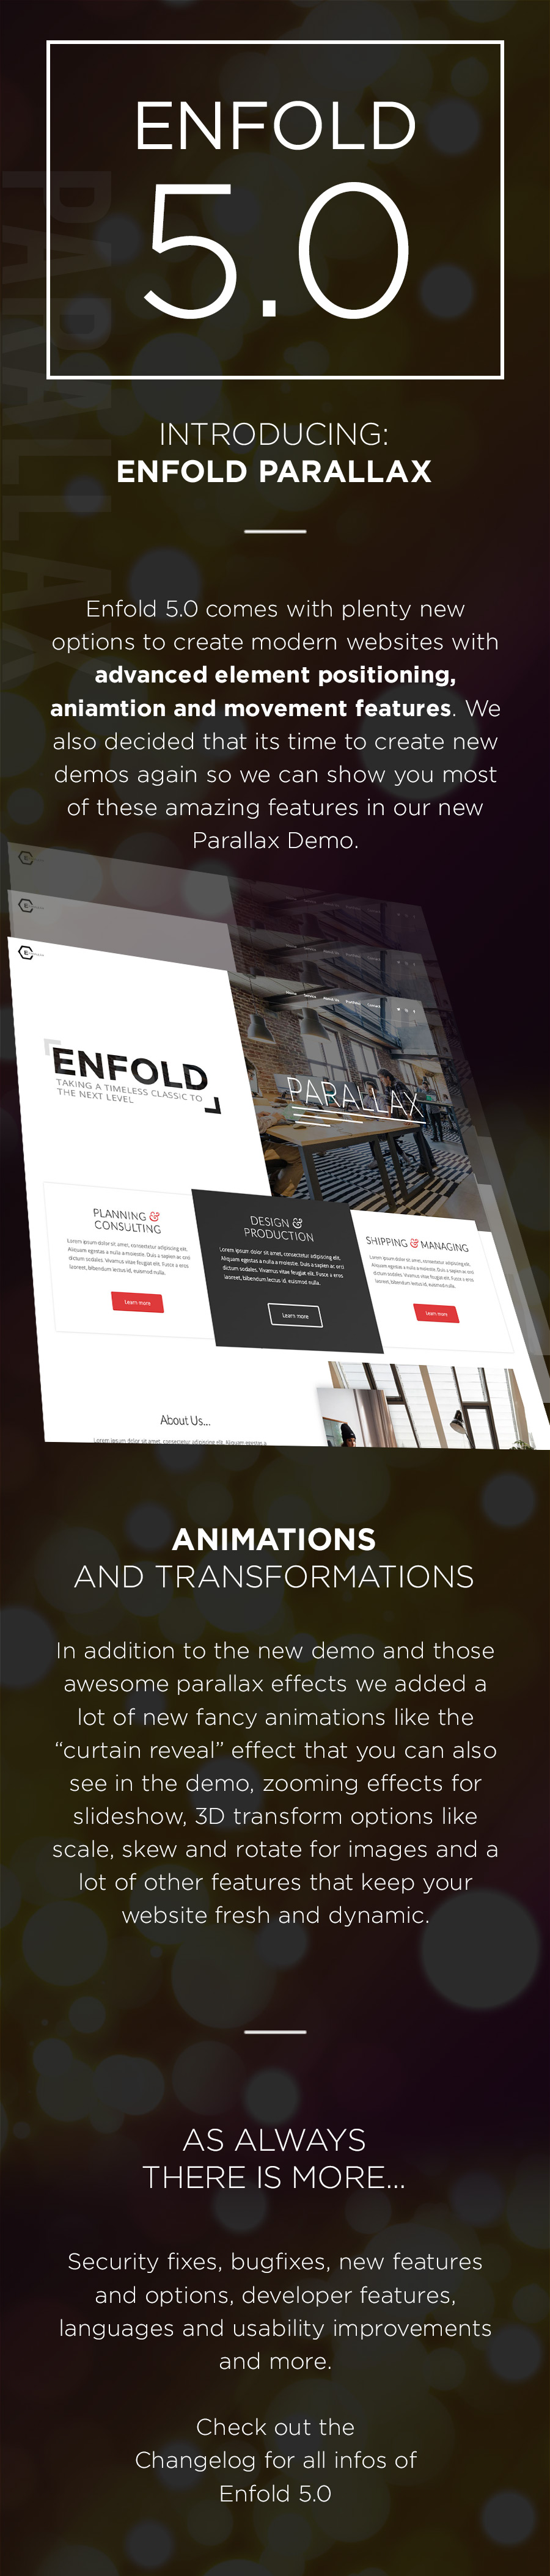 ENFOLD
5.0
PARALLAX
INTRODUCING:
ENFOLD PARALLAX
Enfold 5.0 comes with plenty new
options to create modern websites with
advanced element positioning,
aniamtion and movement features. We
also decided that its time to create new
demos again so we can show you most
of these amazing features in our new
Parallax Demo.
ENFOLD
TAKING A TIMELESS CLASSIC TO
THE NEXT LEVEL
PARALLAX
PLANNING &
CONSULTING
Lorem ipsum dolor sit amet, consectetur adipiscing elit.
Aliquam egestas a nulla a molestie. Duis a sapien ac orci
dictum sodales. Vivamus vitae feugiat elit. Fusce a eros
laoreet, bibendum lectus id, euismod nulla.
Learn more
DESIGN &
PRODUCTION
Lorem ipsum dolor sit amet, consectetur adipiscing elit.
Aliquam egestas a nulla a molestie. Duis a sapien ac orci
dictum sodales. Vivamus vitae feugiat elit. Fusce a eros
laoreet, bibendum lectus id, euismod nulla.
Learn more
SHIPPING & MANAGING
Lorem ipsum dolor sit amet, consectetur adipiscing elit.
Aliquam egestas a nulla a molestie. Duis a sapien ac orci
dictum sodales. Vivamus vitae feugiat elit. Fusce a eros
laoreet, bibendum lectus id, euismod nulla.
Learn more
About Us...
Lorem ipsum dolor sit amet, consectetur adipiscing elit. Aliquam egestas a
ANIMATIONS
AND TRANSFORMATIONS
In addition to the new demo and those
awesome parallax effects we added a
lot of new fancy animations like the
“curtain reveal” effect that you can also
see in the demo, zooming effects for
slideshow, 3D transform options like
scale, skew and rotate for images and a
lot of other features that keep your
website fresh and dynamic.
AS ALWAYS
THERE IS MORE...
Security fixes, bugfixes, new features
and options, developer features,
languages and usability improvements
and more.
Check out the
Changelog for all infos of
Enfold 5.0